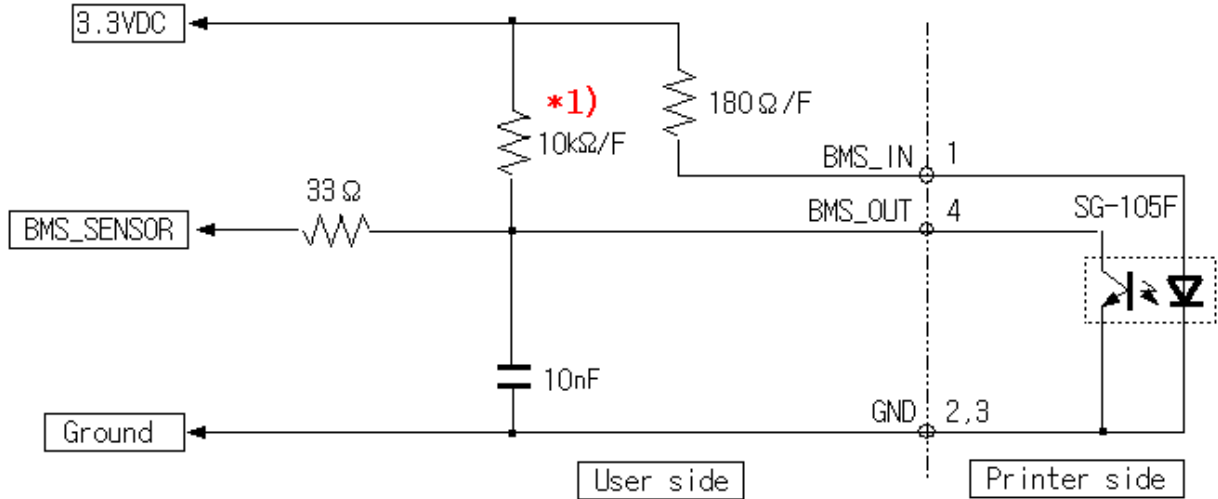 3.3VDC
*1)
10kΩ/F
180Ω/F
BMS_IN 1
33Ω
BMS_OUT 4
SG-105F
BMS_SENSOR
10nF
GND 2,3
Ground
User side
Printer side